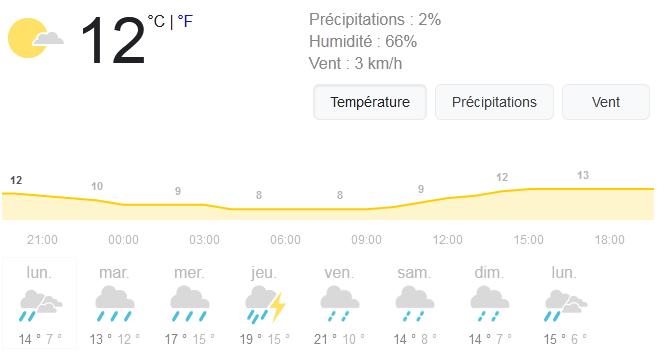 12 °C | °F
Précipitations : 2%
Humidité : 66%
Vent : 3 km/h
Température Précipitations Vent
12 10 9 8 8 9 12 13
21:00 00:00 03:00 06:00 09:00 12:00 15:00 18:00
lun. mar. mer. jeu. ven. sam. dim. lun.
14 ° 7 ° 13 ° 12 ° 17 ° 15 ° 19 ° 15 ° 21 ° 10 ° 14 ° 8 ° 14 ° 7 ° 15 ° 6 °